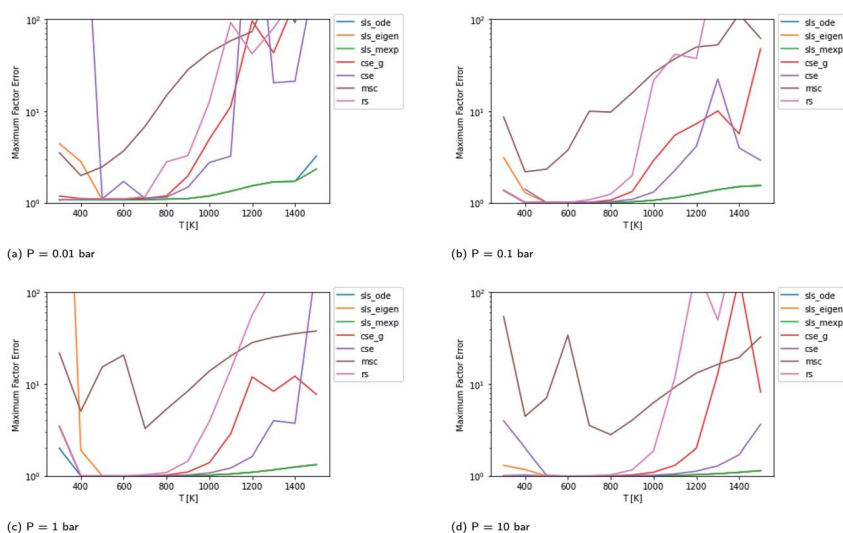 Maximum Factor Error
10²
10¹
10⁰
400 600 800 1000 1200 1400
T [K]
sls_ode
sls_eigen
sls_mexp
cse_g
cse
msc
rs
(a) P = 0.01 bar
Maximum Factor Error
10²
10¹
10⁰
400 600 800 1000 1200 1400
T [K]
sls_ode
sls_eigen
sls_mexp
cse_g
cse
msc
rs
(b) P = 0.1 bar
Maximum Factor Error
10²
10¹
10⁰
400 600 800 1000 1200 1400
T [K]
sls_ode
sls_eigen
sls_mexp
cse_g
cse
msc
rs
(c) P = 1 bar
Maximum Factor Error
10²
10¹
10⁰
400 600 800 1000 1200 1400
T [K]
sls_ode
sls_eigen
sls_mexp
cse_g
cse
msc
rs
(d) P = 10 bar